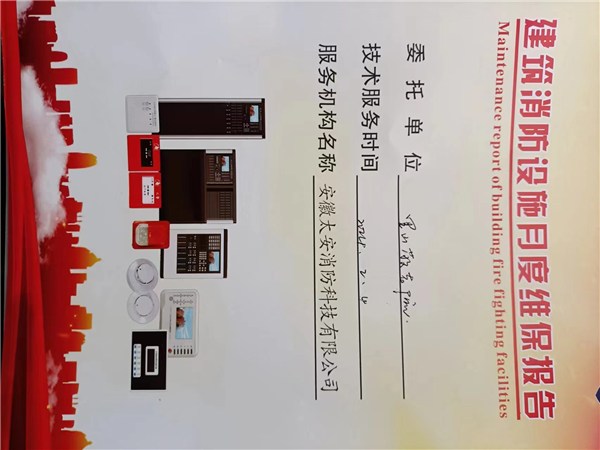 建筑消防设施月度维保报告
Maintenance report of building fire fighting facilities
委托单位
技术服务时间
服务机构名称 安徽太安消防科技有限公司